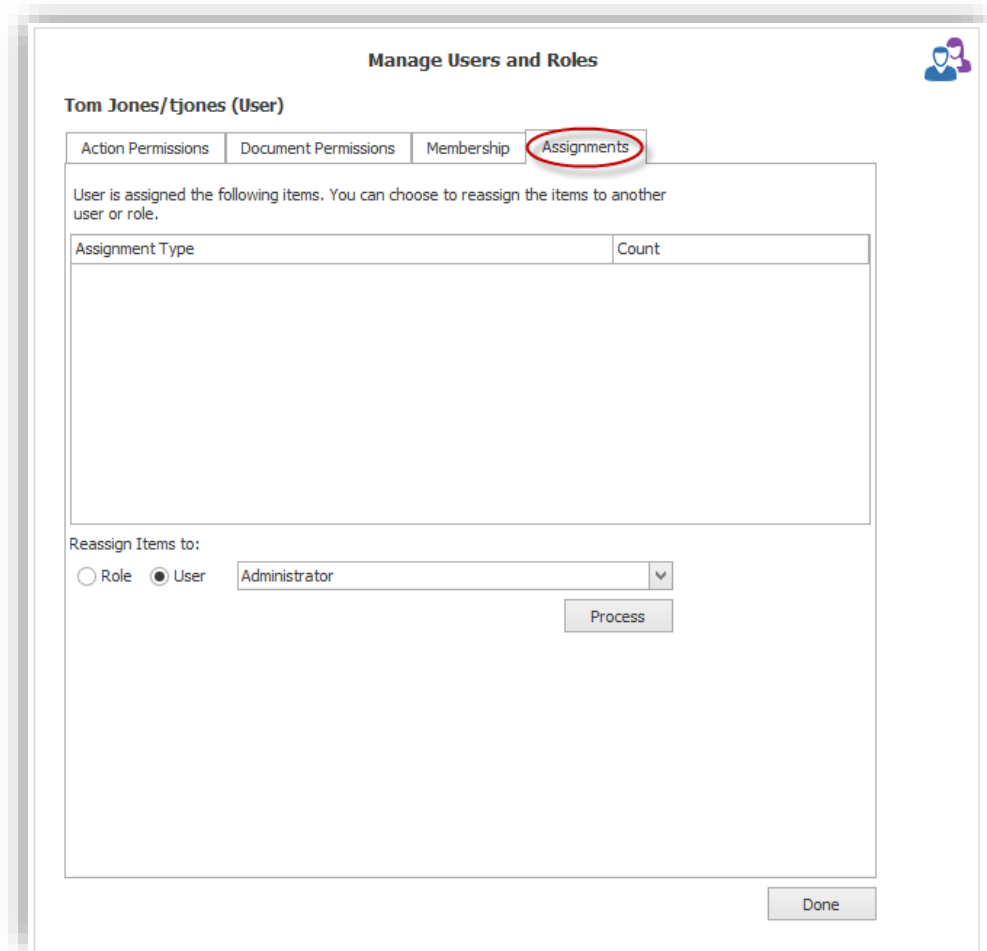 Manage Users and Roles
Tom Jones/tjones (User)
Action Permissions Document Permissions Membership Assignments
User is assigned the following items. You can choose to reassign the items to another
user or role.
Assignment Type Count
Reassign Items to:
Role User Administrator
Process
Done